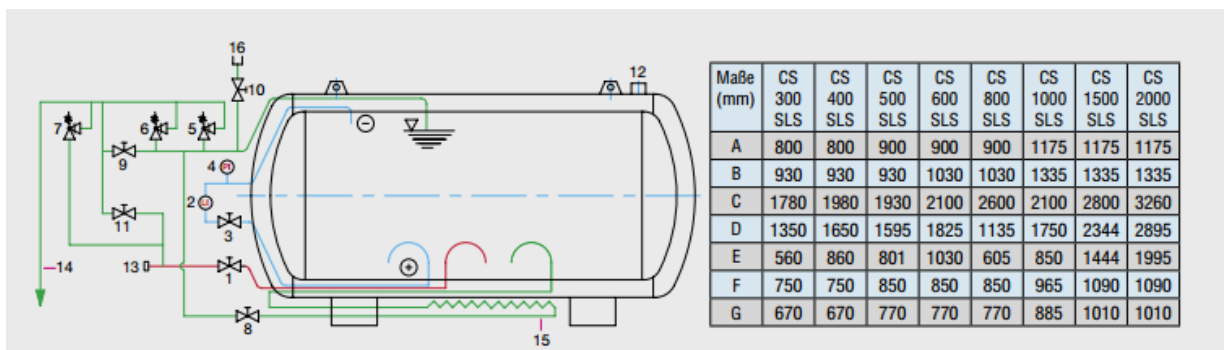 16
10
12
7
6
5
9
4
PI
2
LI
3
11
14
13
1
8
15
−
+
Maße (mm) CS 300 SLS CS 400 SLS CS 500 SLS CS 600 SLS CS 800 SLS CS 1000 SLS CS 1500 SLS CS 2000 SLS
A 800 800 900 900 900 1175 1175 1175
B 930 930 930 1030 1030 1335 1335 1335
C 1780 1980 1930 2100 2600 2100 2800 3260
D 1350 1650 1595 1825 1135 1750 2344 2895
E 560 860 801 1030 605 850 1444 1995
F 750 750 850 850 850 965 1090 1090
G 670 670 770 770 770 885 1010 1010